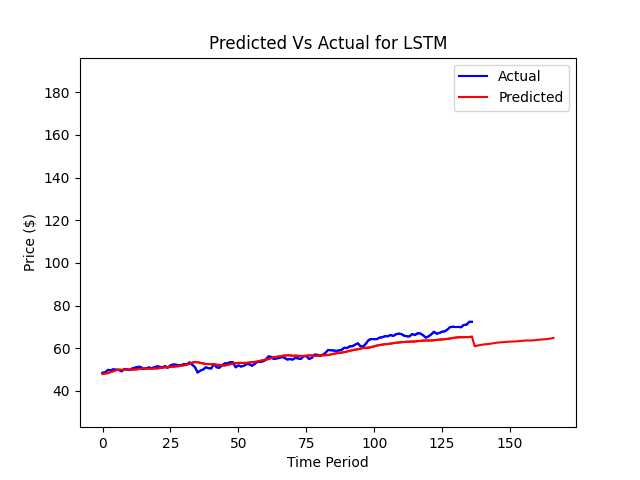 Predicted Vs Actual for LSTM
Actual
Predicted
180
160
140
120
100
80
60
40
Price ($)
0 25 50 75 100 125 150
Time Period